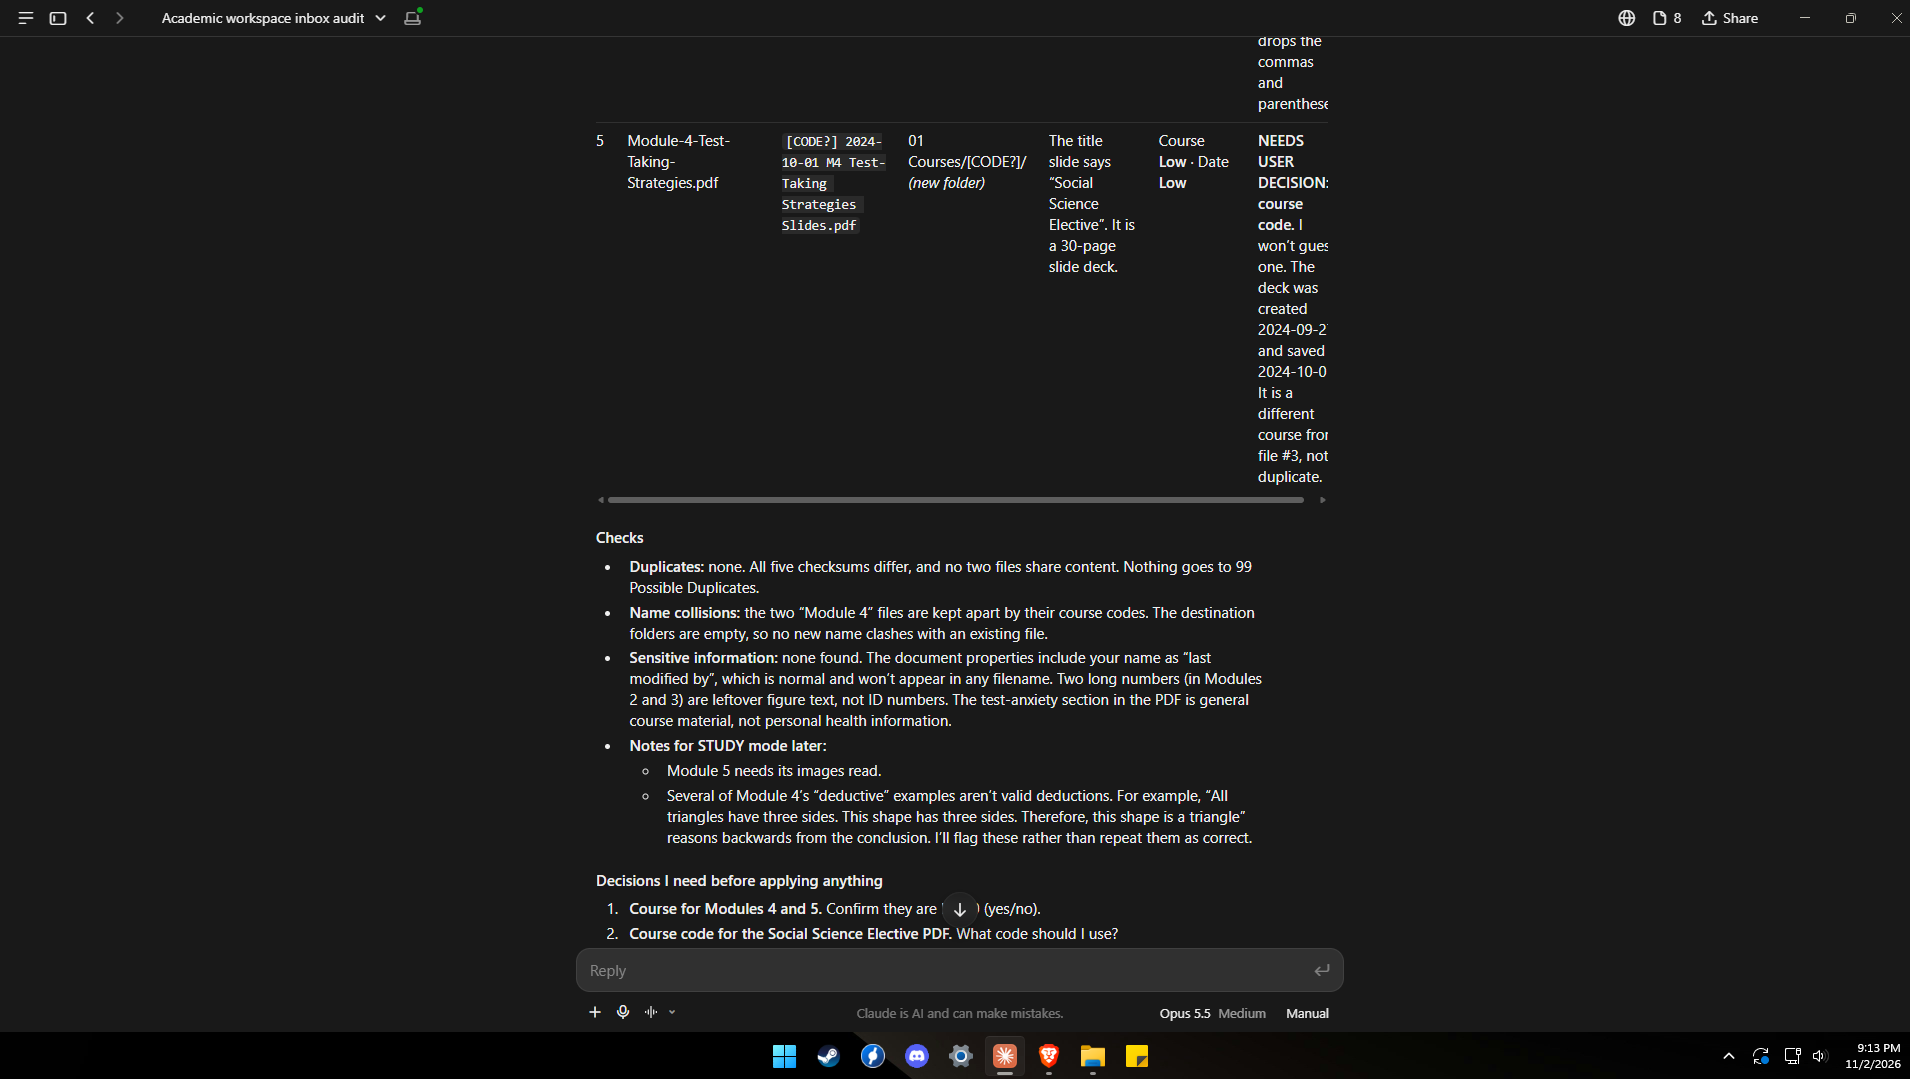 Academic workspace inbox audit
8
Share
drops the
commas
and
parenthese
5
Module-4-Test-
Taking-
Strategies.pdf
[CODE?] 2024-
10-01 M4 Test-
Taking
Strategies
Slides.pdf
01
Courses/[CODE?]/
(new folder)
The title
slide says
“Social
Science
Elective”. It is
a 30-page
slide deck.
Course
Low · Date
Low
NEEDS
USER
DECISION:
course
code. I
won’t gues
one. The
deck was
created
2024-09-2
and saved
2024-10-0
It is a
different
course from
file #3, not
duplicate.
Checks
• Duplicates: none. All five checksums differ, and no two files share content. Nothing goes to 99
Possible Duplicates.
• Name collisions: the two “Module 4” files are kept apart by their course codes. The destination
folders are empty, so no new name clashes with an existing file.
• Sensitive information: none found. The document properties include your name as “last
modified by”, which is normal and won’t appear in any filename. Two long numbers (in Modules
2 and 3) are leftover figure text, not ID numbers. The test-anxiety section in the PDF is general
course material, not personal health information.
• Notes for STUDY mode later:
◦ Module 5 needs its images read.
◦ Several of Module 4’s “deductive” examples aren’t valid deductions. For example, “All
triangles have three sides. This shape has three sides. Therefore, this shape is a triangle”
reasons backwards from the conclusion. I’ll flag these rather than repeat them as correct.
Decisions I need before applying anything
1. Course for Modules 4 and 5. Confirm they are (yes/no).
2. Course code for the Social Science Elective PDF. What code should I use?
Reply
Claude is AI and can make mistakes.
Opus 5.5 Medium
Manual
9:13 PM
11/2/2026